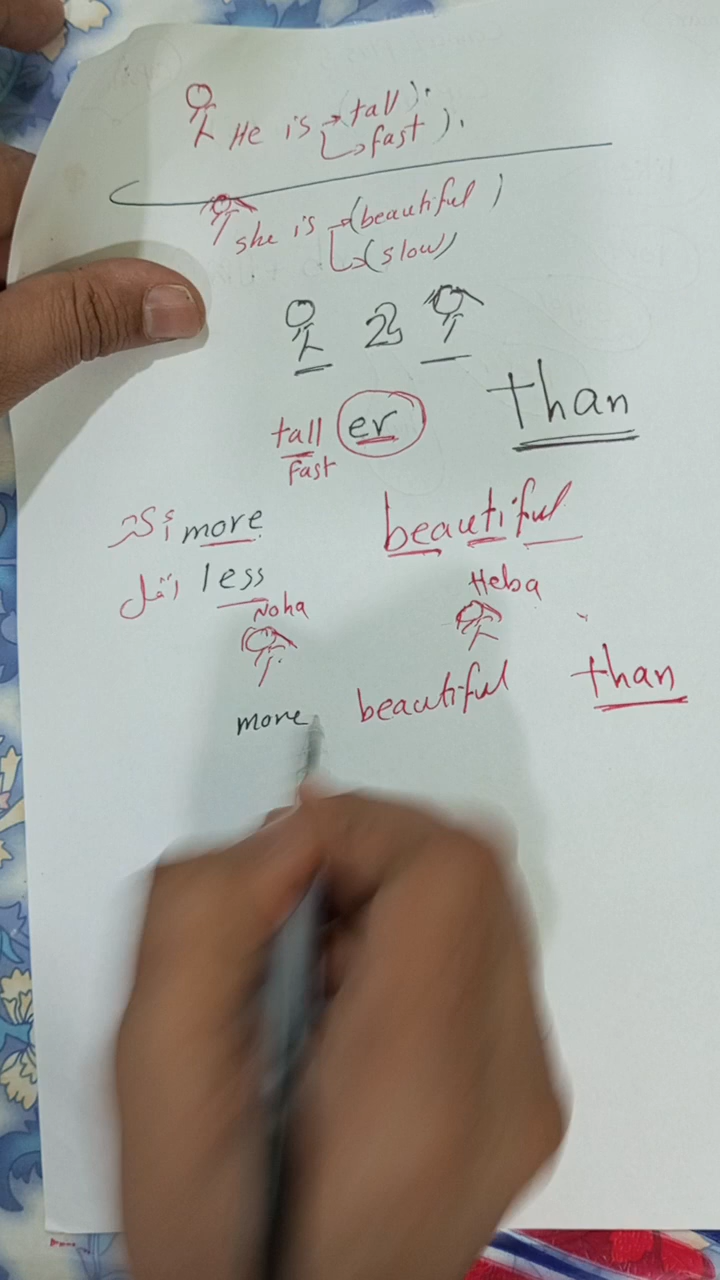 He is → (tall).
↳ fast).
she is → (beautiful)
↳ (slow)
2
tall er than
fast
أكثر more beautiful
اقل less
Noha Heba
more beautiful than